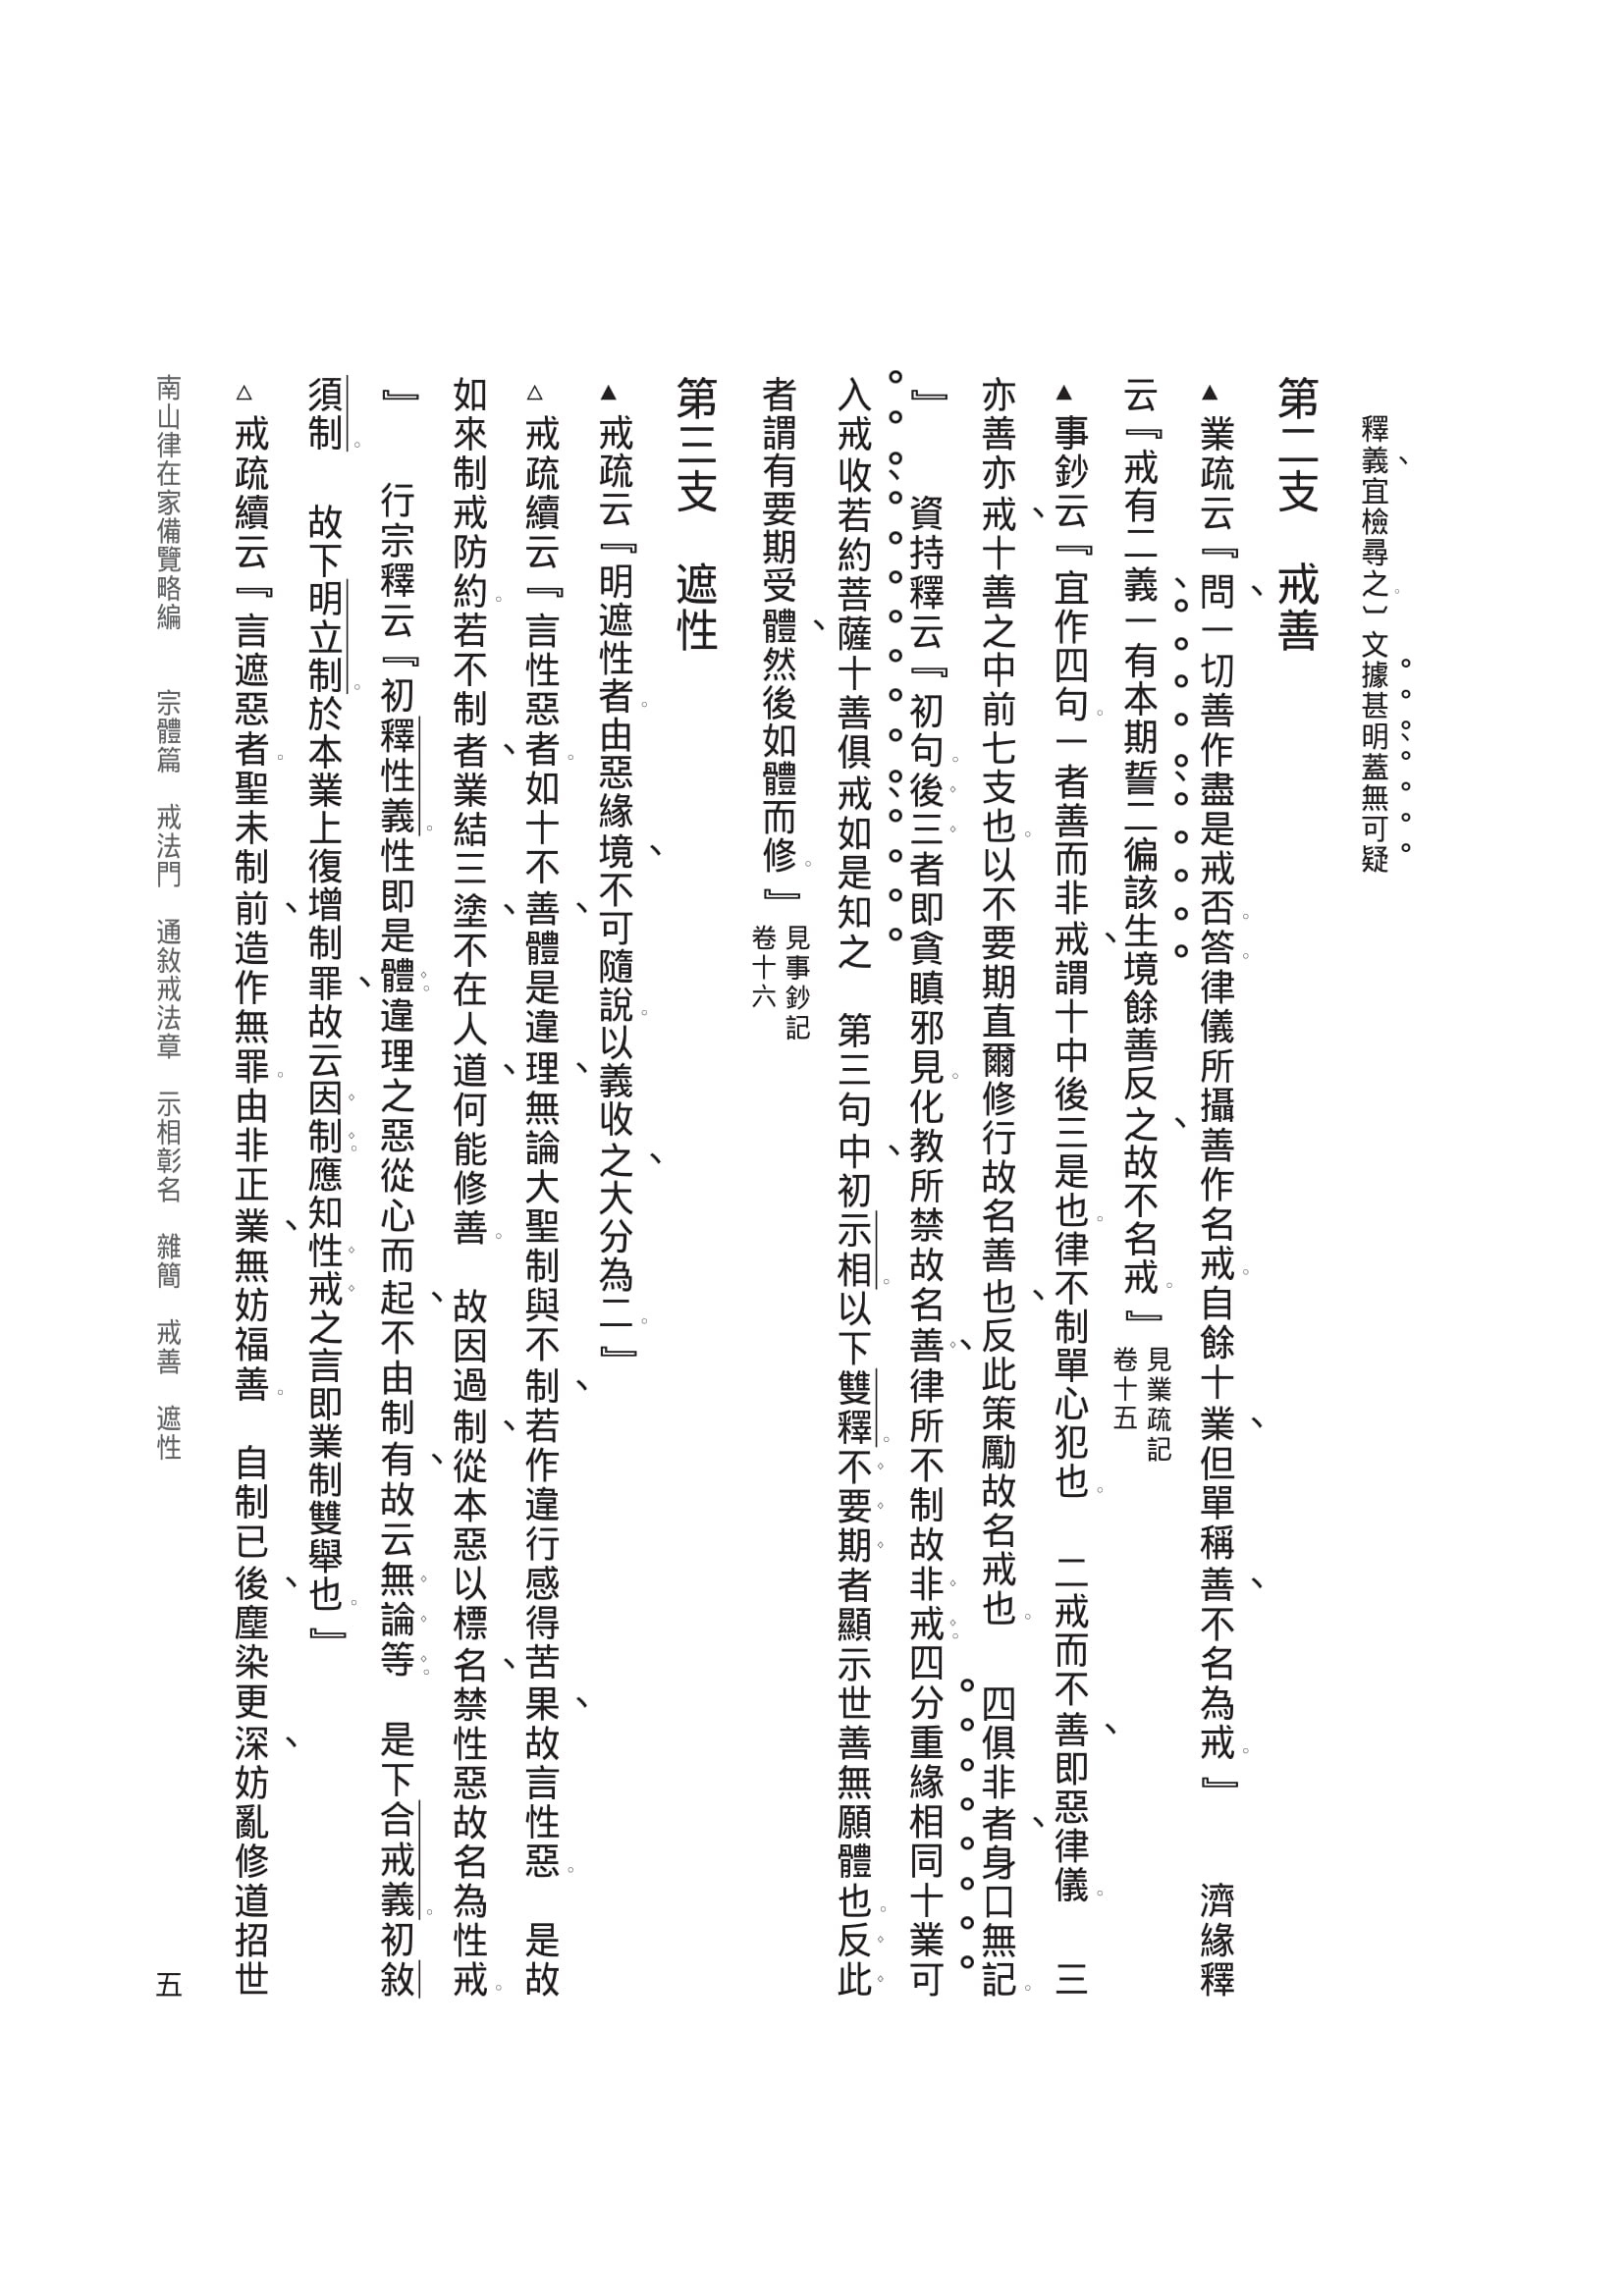 釋義、宜檢尋之。〕文據甚明、蓋無可疑
第二支　戒善
▲業疏云『問、一切善作盡是戒否。答。律儀所攝善作名戒。自餘十業、但單稱善、不名為戒。』　濟緣釋
云『戒有二義、一有本期誓、二徧該生境。餘善反之、故不名戒。』見業疏記卷十五
▲事鈔云『宜作四句。一者善而非戒、謂十中後三是也。律不制單心犯也。　二戒而不善、即惡律儀。　三
亦善亦戒、十善之中前七支也。以不要期直爾修行故名善也、反此策勵故名戒也。　四俱非者、身口無記。
』　資持釋云『初句。後三者即貪瞋邪見。化教所禁故名善、律所不制故非戒。四分重緣相同十業可
入戒收、若約菩薩十善俱戒、如是知之　第三句中、初示相。以下雙釋。不要期者顯示世善無願體也。反此
者謂有要期受體、然後如體而修。』見事鈔記卷十六
第三支　遮性
▲戒疏云『明遮性者。由惡緣境、不可隨說。以義收之、大分為二。』
△戒疏續云『言性惡者。如十不善、體是違理、無論大聖制與不制、若作違行感得苦果、故言性惡。　是故
如來制戒防約。若不制者、業結三塗、不在人道、何能修善。　故因過制、從本惡以標名、禁性惡故名為性戒。
』　行宗釋云『初釋性義。性即是體。違理之惡從心而起、不由制有、故云無論等。　是下合戒義。初敘
須制。　故下明立制。於本業上復增制罪、故云因制。應知性戒之言即業制雙舉也。』
△戒疏續云『言遮惡者。聖未制前、造作無罪。由非正業、無妨福善。　自制已後、塵染更深、妨亂修道招世
南山律在家備覽略編　宗體篇　戒法門　通敘戒法章　示相彰名　雜簡　戒善　遮性
五